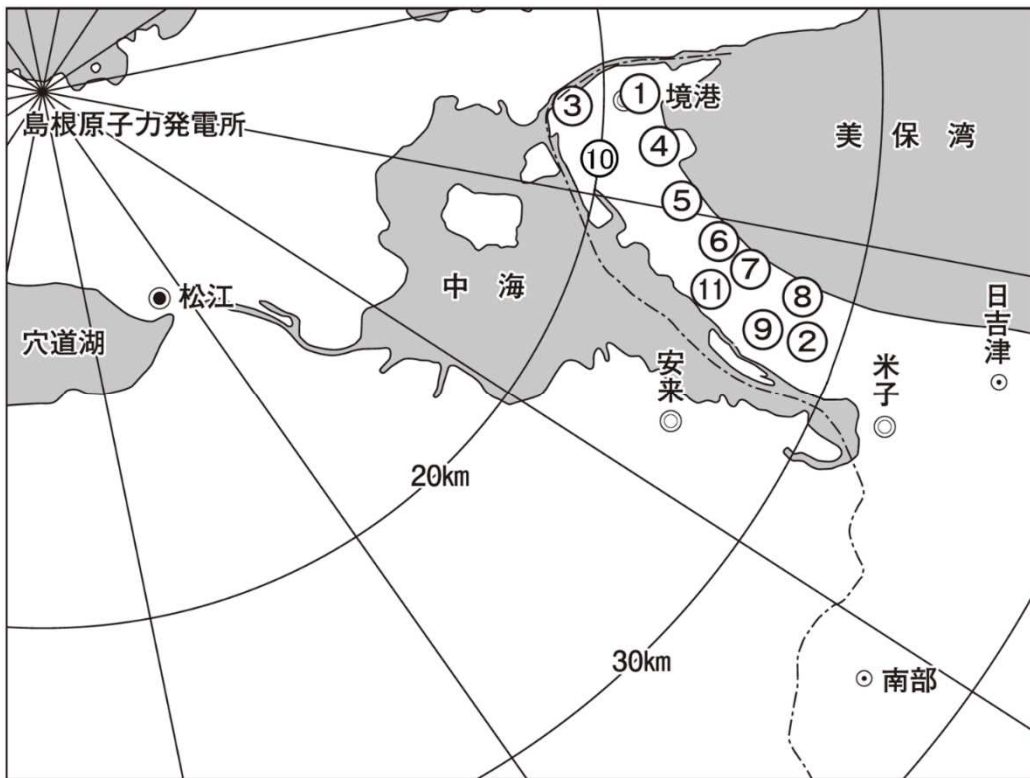 ③
①
境港
島根原子力発電所
④
美保湾
⑩
⑤
⑥
⑦
中海
⑪
⑧
松江
日吉津
宍道湖
⑨
②
安来
米子
20km
30km
南部